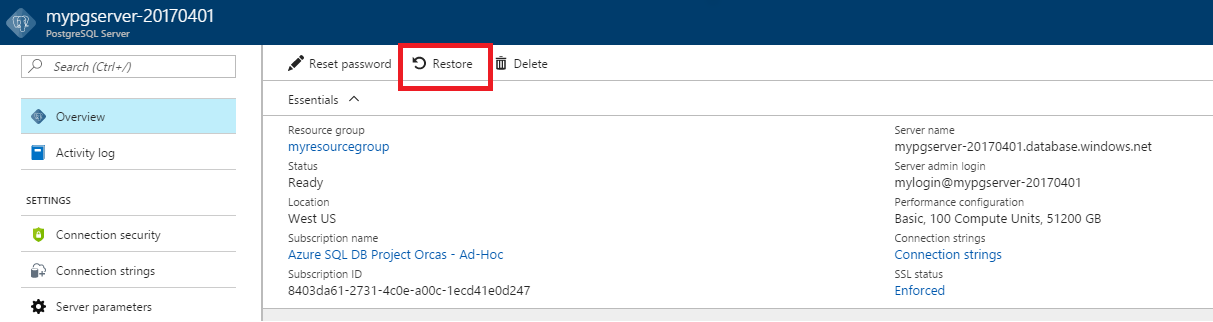 mypgserver-20170401
PostgreSQL Server
Search (Ctrl+/)
Overview
Activity log
SETTINGS
Connection security
Connection strings
Server parameters
Reset password
Restore
Delete
Essentials
Resource group
myresourcegroup
Status
Ready
Location
West US
Subscription name
Azure SQL DB Project Orcas - Ad-Hoc
Subscription ID
8403da61-2731-4c0e-a00c-1ecd41e0d247
Server name
mypgserver-20170401.database.windows.net
Server admin login
mylogin@mypgserver-20170401
Performance configuration
Basic, 100 Compute Units, 51200 GB
Connection strings
Connection strings
SSL status
Enforced